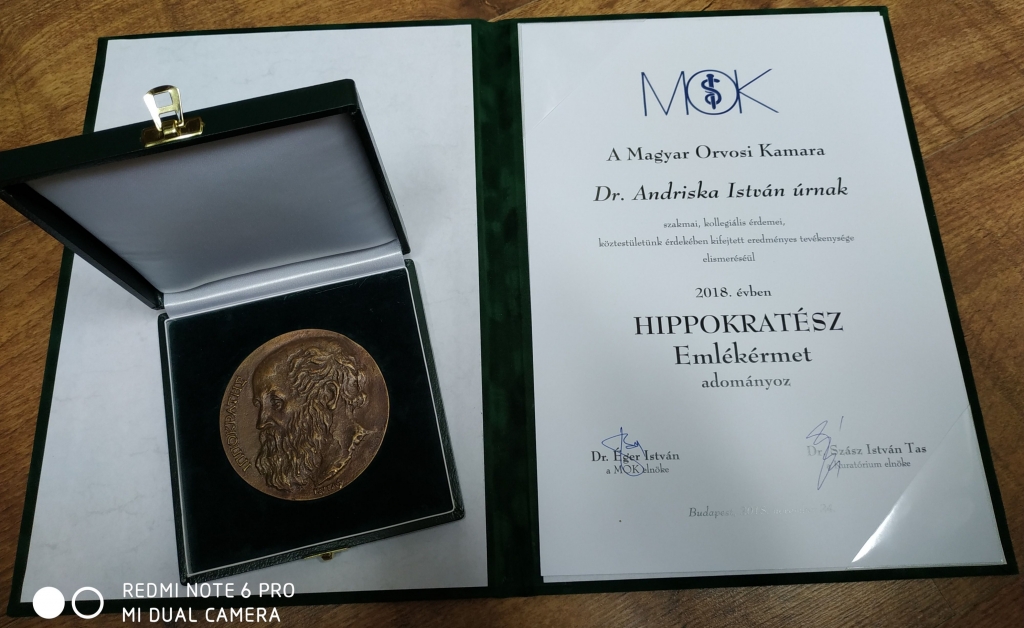 MOK
A Magyar Orvosi Kamara
Dr. Andriska István úrnak
szakmai, kollegiális érdemei,
köztestületünk érdekében kifejtett eredményes tevékenysége
elismeréséül
2018. évben
HIPPOKRATÉSZ
Emlékérmet
adományoz
Dr. Éger István
a MOK elnöke
Dr. Szász István Tas
a Kuratórium elnöke
Budapest, 2018.
REDMI NOTE 6 PRO
MI DUAL CAMERA